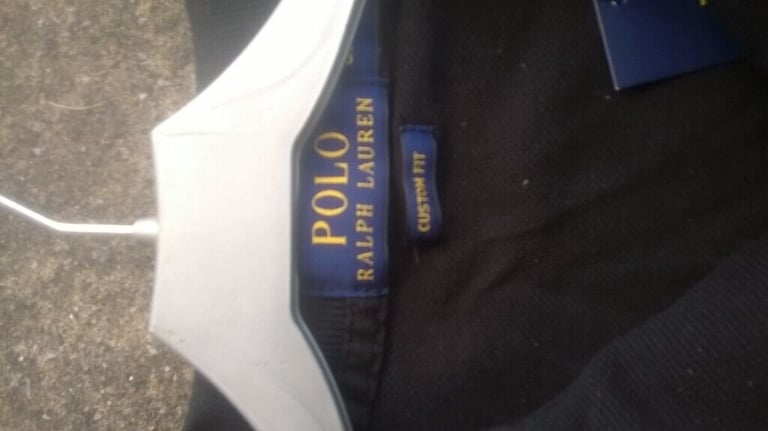 POLO
RALPH LAUREN
CUSTOM FIT